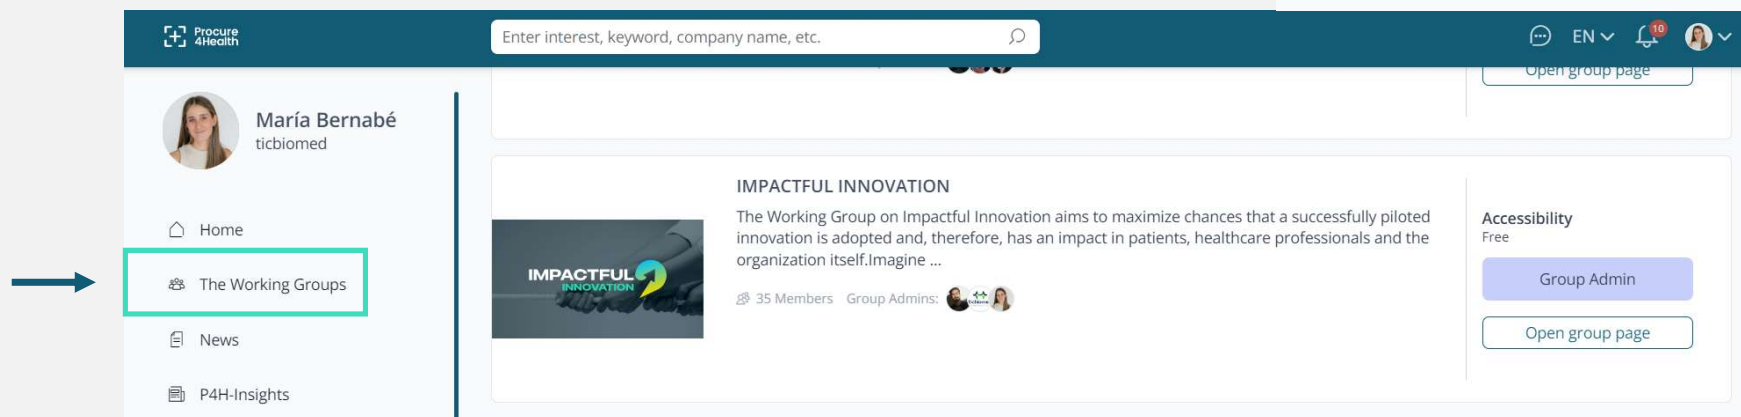 Procure
4Health
Enter interest, keyword, company name, etc.
EN
10
Open group page
María Bernabé
ticbiomed
Home
The Working Groups
News
P4H-Insights
IMPACTFUL
INNOVATION
IMPACTFUL INNOVATION
The Working Group on Impactful Innovation aims to maximize chances that a successfully piloted
innovation is adopted and, therefore, has an impact in patients, healthcare professionals and the
organization itself.Imagine ...
35 Members Group Admins:
Accessibility
Free
Group Admin
Open group page